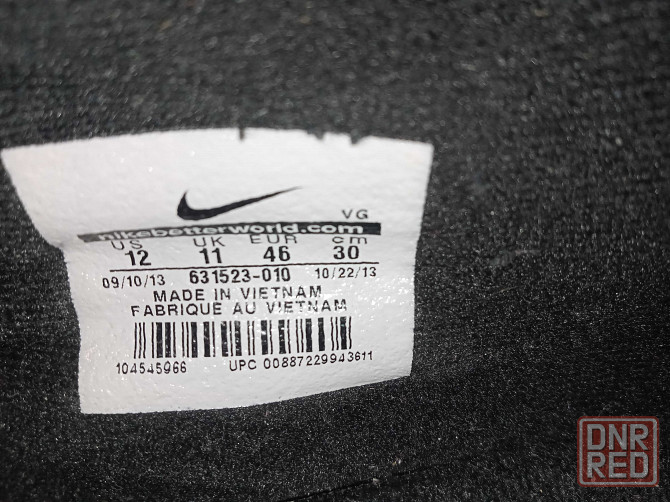 VG
nikebetterworld.com
US UK EUR cm
12 11 46 30
09/10/13 631523-010 10/22/13
MADE IN VIETNAM
FABRIQUE AU VIETNAM
104545966 UPC 00887229943611
DNR
RED